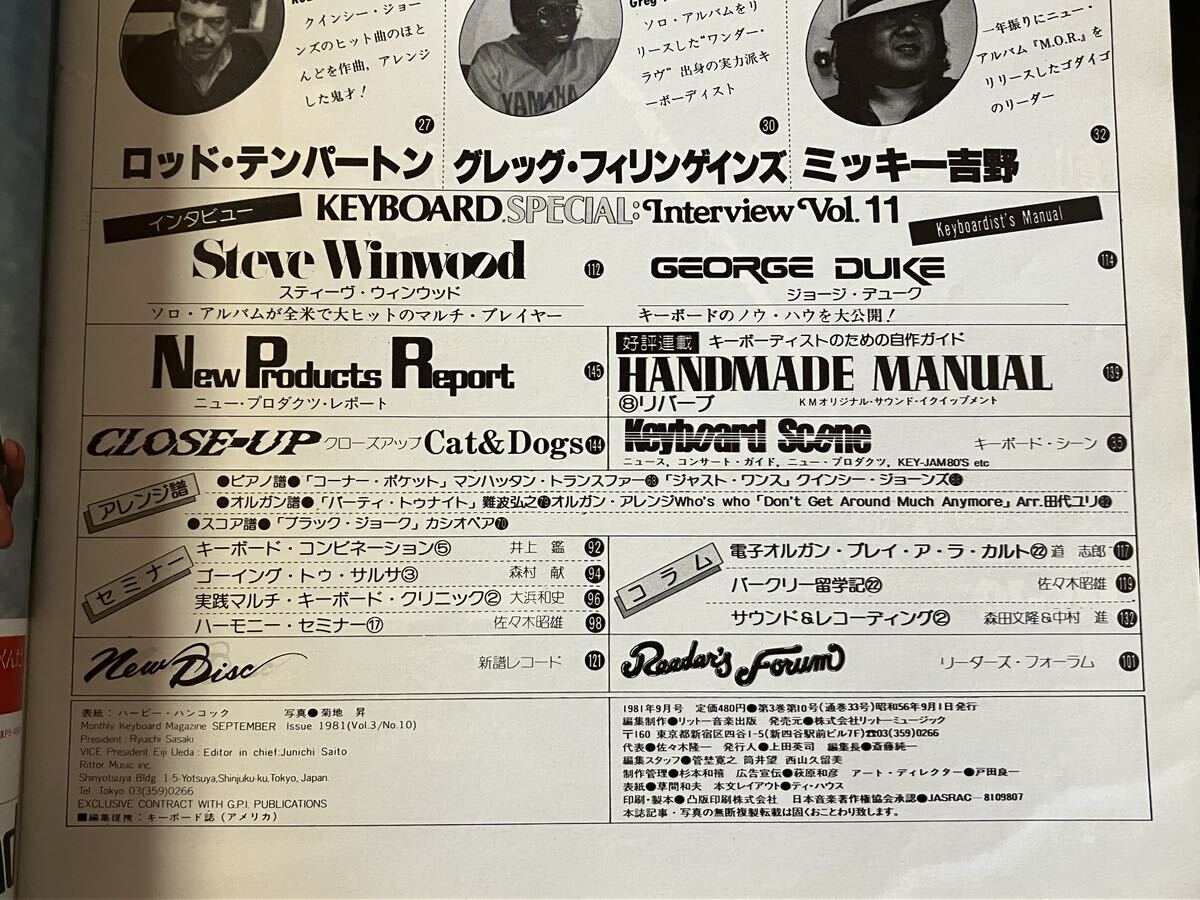 クインシー・ジョー
ンズのヒット曲のほと
んどを作曲，アレンジ
した鬼才！
27
ロッド・テンパートン
Greg
ソロ・アルバムをリ
リースした“ワンダー・
ラヴ”出身の実力派キ
ーボーディスト
YAMAHA
30
グレッグ・フィリンゲインズ
一年振りにニュー・
アルバム『M.O.R.』を
リリースしたゴダイゴ
のリーダー
32
ミッキー吉野
インタビュー
KEYBOARD.SPECIAL: Interview Vol. 11
Keyboardist's Manual
Steve Winwood 112
スティーヴ・ウィンウッド
ソロ・アルバムが全米で大ヒットのマルチ・プレイヤー
GEORGE DUKE 114
ジョージ・デューク
キーボードのノウ・ハウを大公開！
New Products Report 145
ニュー・プロダクツ・レポート
好評連載 キーボーディストのための自作ガイド
HANDMADE MANUAL 139
⑧リバーブ KMオリジナル・サウンド・イクイップメント
CLOSE-UP クローズアップ Cat&Dogs 144
Keyboard Scene キーボード・シーン 35
ニュース，コンサート・ガイド，ニュー・プロダクツ，KEY-JAM80'S etc
アレンジ譜
●ピアノ譜●「コーナー・ポケット」マンハッタン・トランスファー68「ジャスト・ワンス」クインシー・ジョーンズ
●オルガン譜●「パーティ・トゥナイト」難波弘之 オルガン・アレンジWho's who「Don't Get Around Much Anymore」Arr.田代ユリ
●スコア譜●「ブラック・ジョーク」カシオペア70
セミナー
キーボード・コンビネーション⑤ 井上 鑑 92
ゴーイング・トゥ・サルサ③ 森村 献 94
実践マルチ・キーボード・クリニック② 大浜和史 96
ハーモニー・セミナー⑰ 佐々木昭雄 98
コラム
電子オルガン・プレイ・ア・ラ・カルト㉒ 道 志郎 117
バークリー留学記㉒ 佐々木昭雄 119
サウンド&レコーディング② 森田文隆&中村 進 132
New Disc 新譜レコード 121
Reader's Forum リーダーズ・フォーラム 101
表紙：ハービー・ハンコック 写真●菊地 昇
Monthly Keyboard Magazine SEPTEMBER Issue 1981(Vol.3/No.10)
President Ryuichi Sasaki
VICE President Eiji Ueda : Editor in chief:Junichi Saito
Rittor Music inc.
Shinyotsuya Bldg. 1-5-Yotsuya,Shinjuku-ku,Tokyo, Japan.
Tel. Tokyo 03(359)0266
EXCLUSIVE CONTRACT WITH G.P.I. PUBLICATIONS
■編集提携：キーボード誌（アメリカ）
1981年9月号 定価480円●第3巻第10号（通巻33号）昭和56年9月1日発行
編集制作●リットー音楽出版 発売元●株式会社リットーミュージック
〒160 東京都新宿区四谷1-5（新四谷駅前ビル7F）☎03(359)0266
代表●佐々木隆一 発行人●上田英司 編集長●斎藤純一
編集スタッフ●菅埜寛之 筒井望 西山久留美
制作管理●杉本和禧 広告宣伝●萩原和彦 アート・ディレクター●戸田良一
表紙●草間和夫 本文レイアウト●ティ・ハウス
印刷・製本●凸版印刷株式会社 日本音楽著作権協会承認●JASRAC—8109807
本誌記事・写真の無断複製転載は固くおことわり致します。